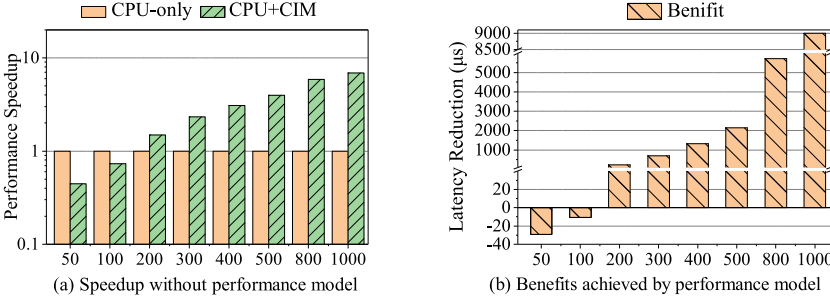 CPU-only CPU+CIM
Performance Speedup
10
1
0.1
50 100 200 300 400 500 800 1000
(a) Speedup without performance model
Benifit
Latency Reduction (μs)
9000
8500
5000
4000
3000
2000
1000
20
0
-20
-40
50 100 200 300 400 500 800 1000
(b) Benefits achieved by performance model